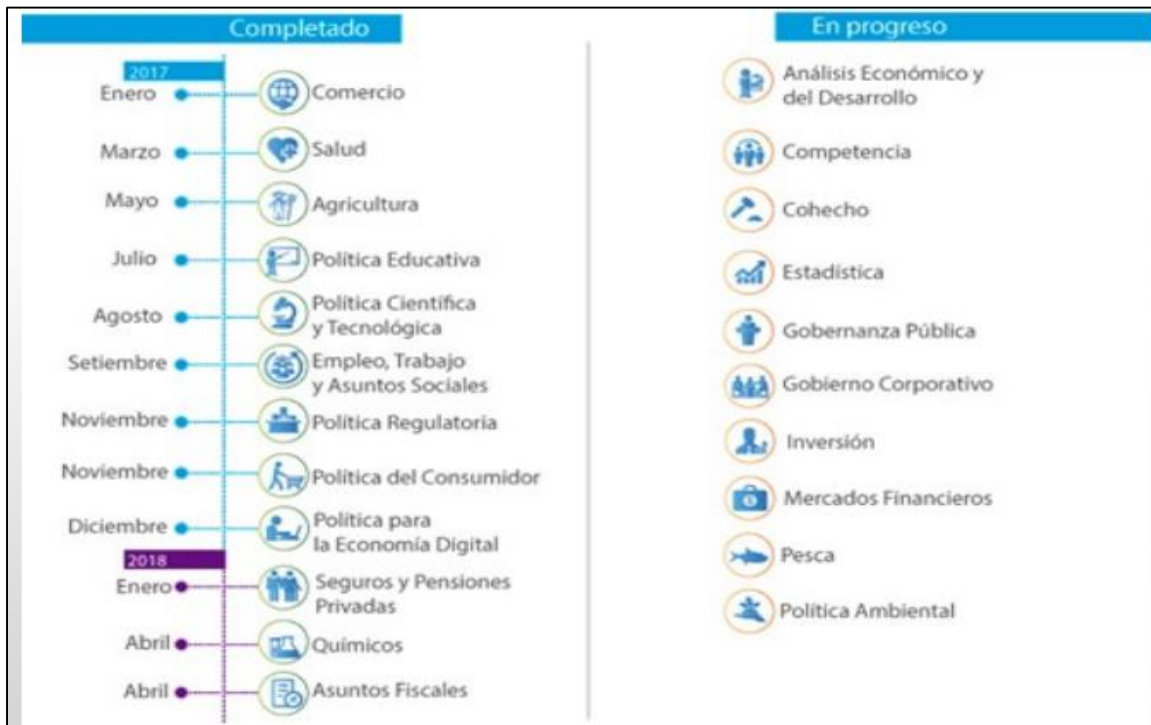 Completado
2017
Enero
Comercio
Marzo
Salud
Mayo
Agricultura
Julio
Política Educativa
Agosto
Política Científica
y Tecnológica
Setiembre
Empleo, Trabajo
y Asuntos Sociales
Noviembre
Política Regulatoria
Noviembre
Política del Consumidor
Diciembre
Política para
la Economía Digital
2018
Enero
Seguros y Pensiones
Privadas
Abril
Químicos
Abril
Asuntos Fiscales
En progreso
Análisis Económico y
del Desarrollo
Competencia
Cohecho
Estadística
Gobernanza Pública
Gobierno Corporativo
Inversión
Mercados Financieros
Pesca
Política Ambiental